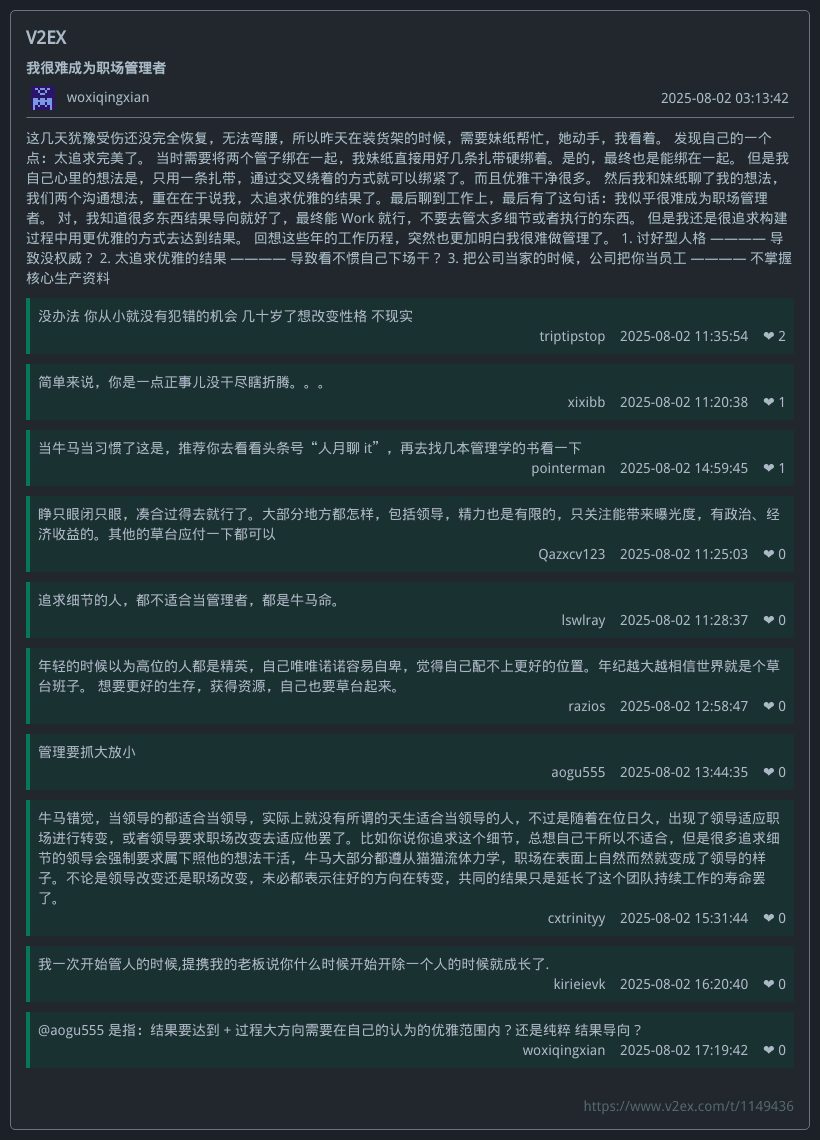 V2EX
我很难成为职场管理者
woxiqingxian 2025-08-02 03:13:42
这几天犹豫受伤还没完全恢复，无法弯腰，所以昨天在装货架的时候，需要妹纸帮忙，她动手，我看着。 发现自己的一个
点：太追求完美了。 当时需要将两个管子绑在一起，我妹纸直接用好几条扎带硬绑着。是的，最终也是能绑在一起。 但是我
自己心里的想法是，只用一条扎带，通过交叉绕着的方式就可以绑紧了。而且优雅干净很多。 然后我和妹纸聊了我的想法，
我们两个沟通想法，重在在于说我，太追求优雅的结果了。最后聊到工作上，最后有了这句话：我似乎很难成为职场管理
者。 对，我知道很多东西结果导向就好了，最终能 Work 就行，不要去管太多细节或者执行的东西。 但是我还是很追求构建
过程中用更优雅的方式去达到结果。 回想这些年的工作历程，突然也更加明白我很难做管理了。 1. 讨好型人格 ———— 导
致没权威？ 2. 太追求优雅的结果 ———— 导致看不惯自己下场干？ 3. 把公司当家的时候，公司把你当员工 ———— 不掌握
核心生产资料
没办法 你从小就没有犯错的机会 几十岁了想改变性格 不现实
triptipstop 2025-08-02 11:35:54 ❤ 2
简单来说，你是一点正事儿没干尽瞎折腾。。。
xixibb 2025-08-02 11:20:38 ❤ 1
当牛马当习惯了这是，推荐你去看看头条号“人月聊 it”，再去找几本管理学的书看一下
pointerman 2025-08-02 14:59:45 ❤ 1
睁只眼闭只眼，凑合过得去就行了。大部分地方都怎样，包括领导，精力也是有限的，只关注能带来曝光度，有政治、经
济收益的。其他的草台应付一下都可以
Qazxcv123 2025-08-02 11:25:03 ❤ 0
追求细节的人，都不适合当管理者，都是牛马命。
lswlray 2025-08-02 11:28:37 ❤ 0
年轻的时候以为高位的人都是精英，自己唯唯诺诺容易自卑，觉得自己配不上更好的位置。年纪越大越相信世界就是个草
台班子。 想要更好的生存，获得资源，自己也要草台起来。
razios 2025-08-02 12:58:47 ❤ 0
管理要抓大放小
aogu555 2025-08-02 13:44:35 ❤ 0
牛马错觉，当领导的都适合当领导，实际上就没有所谓的天生适合当领导的人，不过是随着在位日久，出现了领导适应职
场进行转变，或者领导要求职场改变去适应他罢了。比如你说你追求这个细节，总想自己干所以不适合，但是很多追求细
节的领导会强制要求属下照他的想法干活，牛马大部分都遵从猫猫流体力学，职场在表面上自然而然就变成了领导的样
子。不论是领导改变还是职场改变，未必都表示往好的方向在转变，共同的结果只是延长了这个团队持续工作的寿命罢
了。
cxtrinityy 2025-08-02 15:31:44 ❤ 0
我一次开始管人的时候,提携我的老板说你什么时候开始开除一个人的时候就成长了.
kirieievk 2025-08-02 16:20:40 ❤ 0
@aogu555 是指：结果要达到 + 过程大方向需要在自己的认为的优雅范围内？还是纯粹 结果导向？
woxiqingxian 2025-08-02 17:19:42 ❤ 0
https://www.v2ex.com/t/1149436